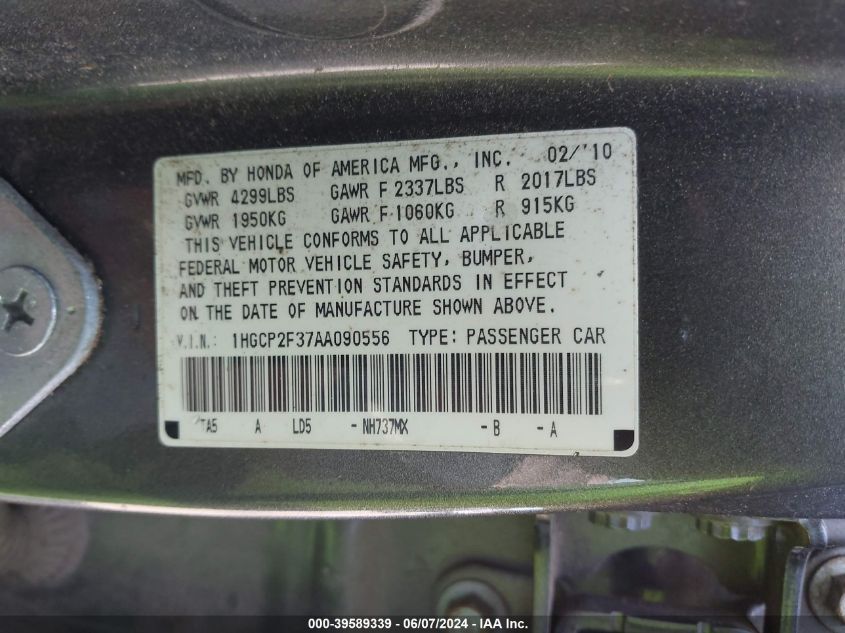 MFD. BY HONDA OF AMERICA MFG., INC. 02/'10
GVWR 4299LBS GAWR F 2337LBS R 2017LBS
GVWR 1950KG GAWR F 1060KG R 915KG
THIS VEHICLE CONFORMS TO ALL APPLICABLE
FEDERAL MOTOR VEHICLE SAFETY, BUMPER,
AND THEFT PREVENTION STANDARDS IN EFFECT
ON THE DATE OF MANUFACTURE SHOWN ABOVE.
V.I.N.: 1HGCP2F37AA090556 TYPE: PASSENGER CAR
TA5 A LD5 - NH737MX - B - A
000-39589339 - 06/07/2024 - IAA Inc.